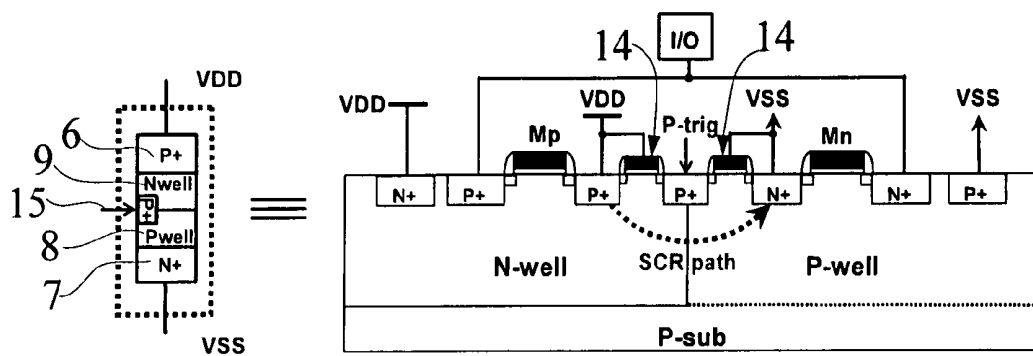 14
I/O
14
VDD
VDD
VDD
VSS
VSS
6
P+
Mp
P-trig
Mn
9
Nwell
15
P+
N+
P+
P+
P+
N+
N+
P+
8
Pwell
SCR path
7
N+
N-well
P-well
VSS
P-sub